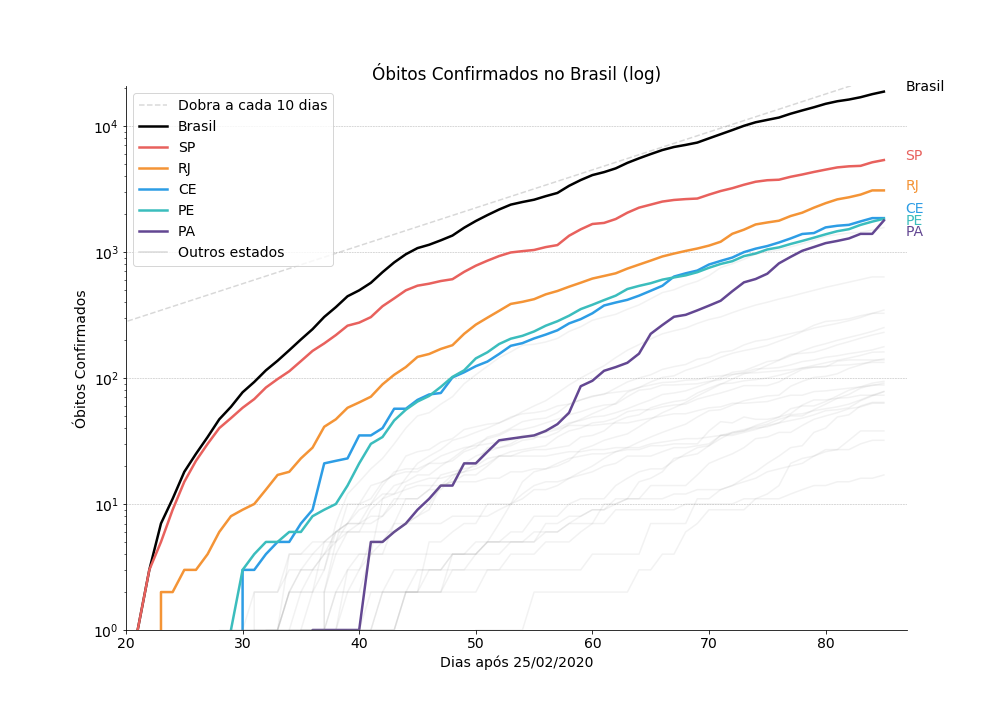 Óbitos Confirmados no Brasil (log)
Dobra a cada 10 dias
Brasil
SP
RJ
CE
PE
PA
Outros estados
Brasil
SP
RJ
CE
PE
PA
10⁴
10³
10²
10¹
10⁰
Óbitos Confirmados
20 30 40 50 60 70 80
Dias após 25/02/2020